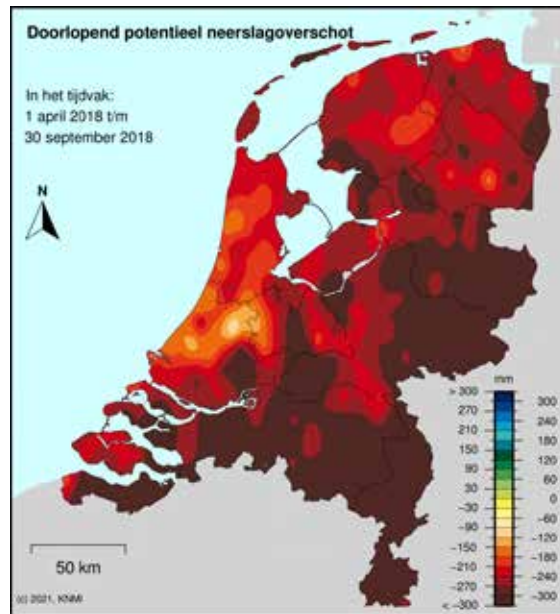 Doorlopend potentieel neerslagoverschot
In het tijdvak:
1 april 2018 t/m
30 september 2018
N
50 km
(c) 2021, KNMI
mm
> 300
270
210
150
90
30
−30
−90
−150
−210
−270
< −300
300
240
180
120
60
0
−60
−120
−180
−240
−300